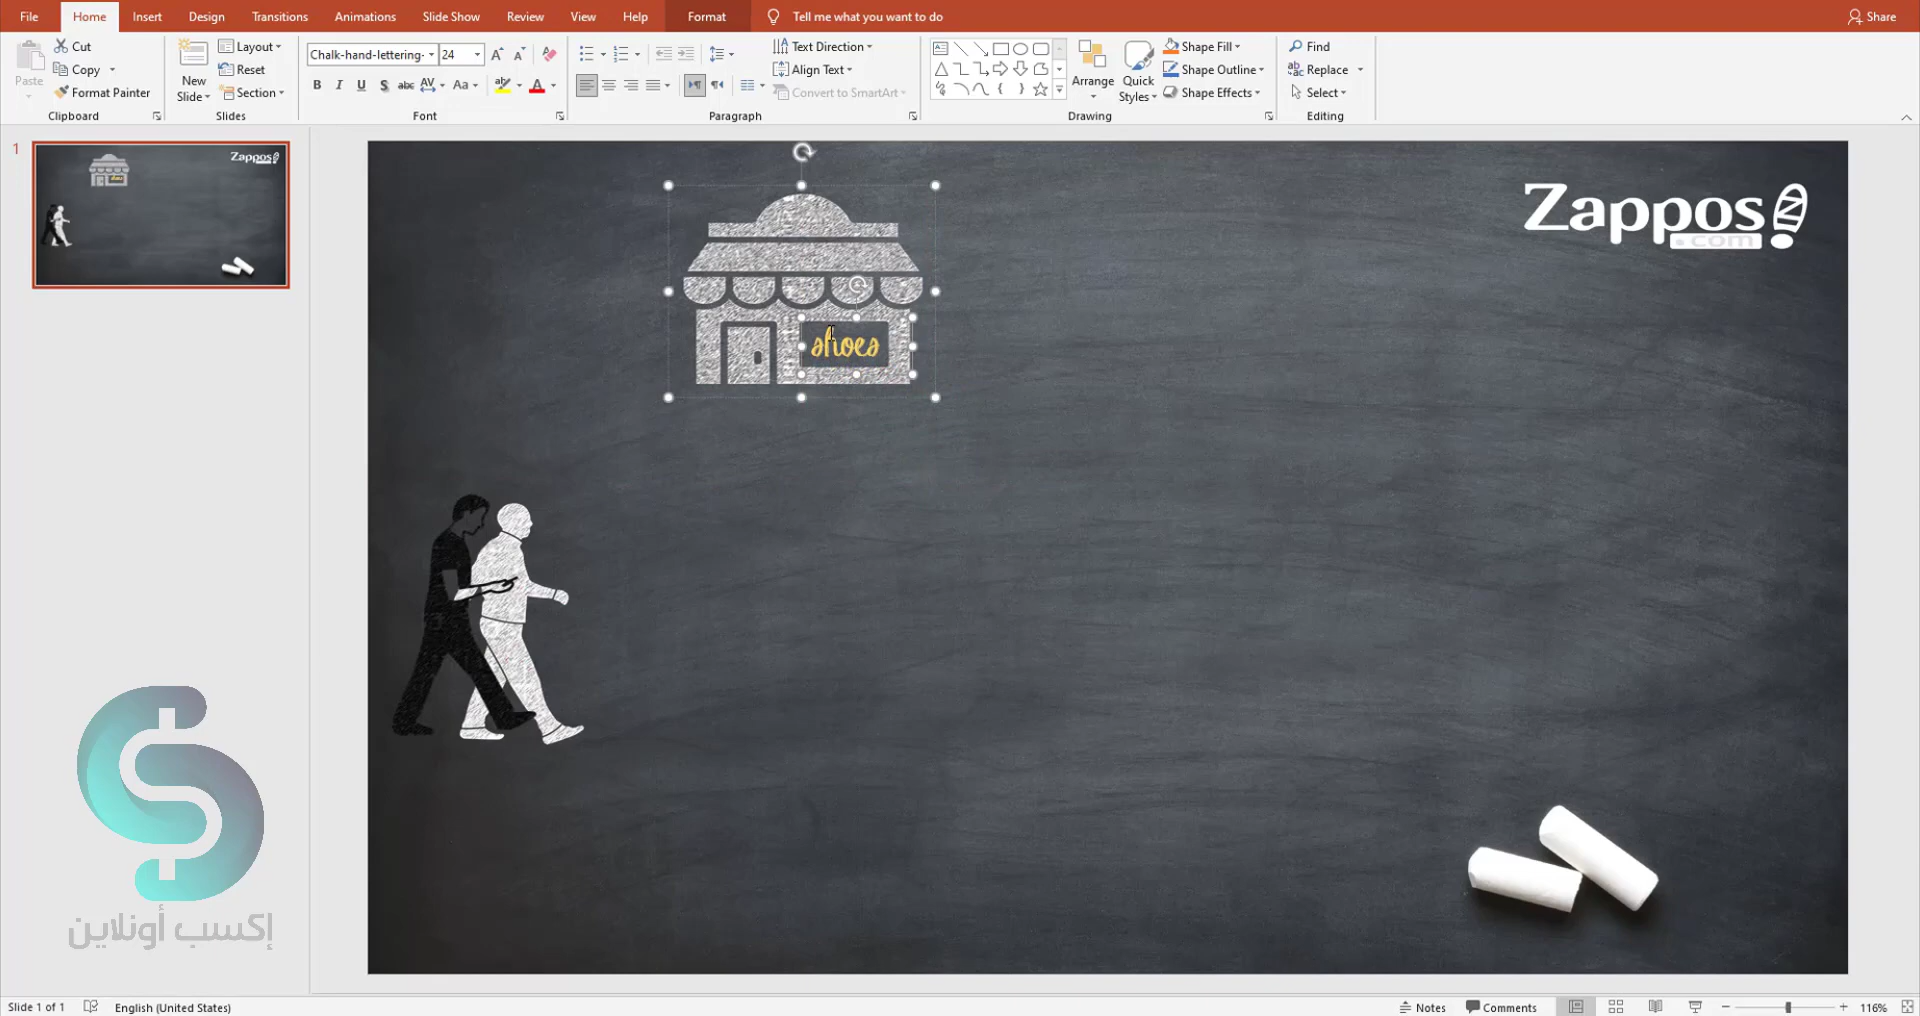 File Home Insert Design Transitions Animations Slide Show Review View Help Format Tell me what you want to do Share
Paste Cut Copy Format Painter Clipboard
New Slide Layout Reset Section Slides
Chalk-hand-lettering- 24 Font
Text Direction Align Text Convert to SmartArt Paragraph
Arrange Quick Styles Shape Fill Shape Outline Shape Effects Drawing
Find Replace Select Editing
1
Zappos
shoes
Zappos
.com
shoes
إكسب أونلاين
Slide 1 of 1 English (United States) Notes Comments 116%